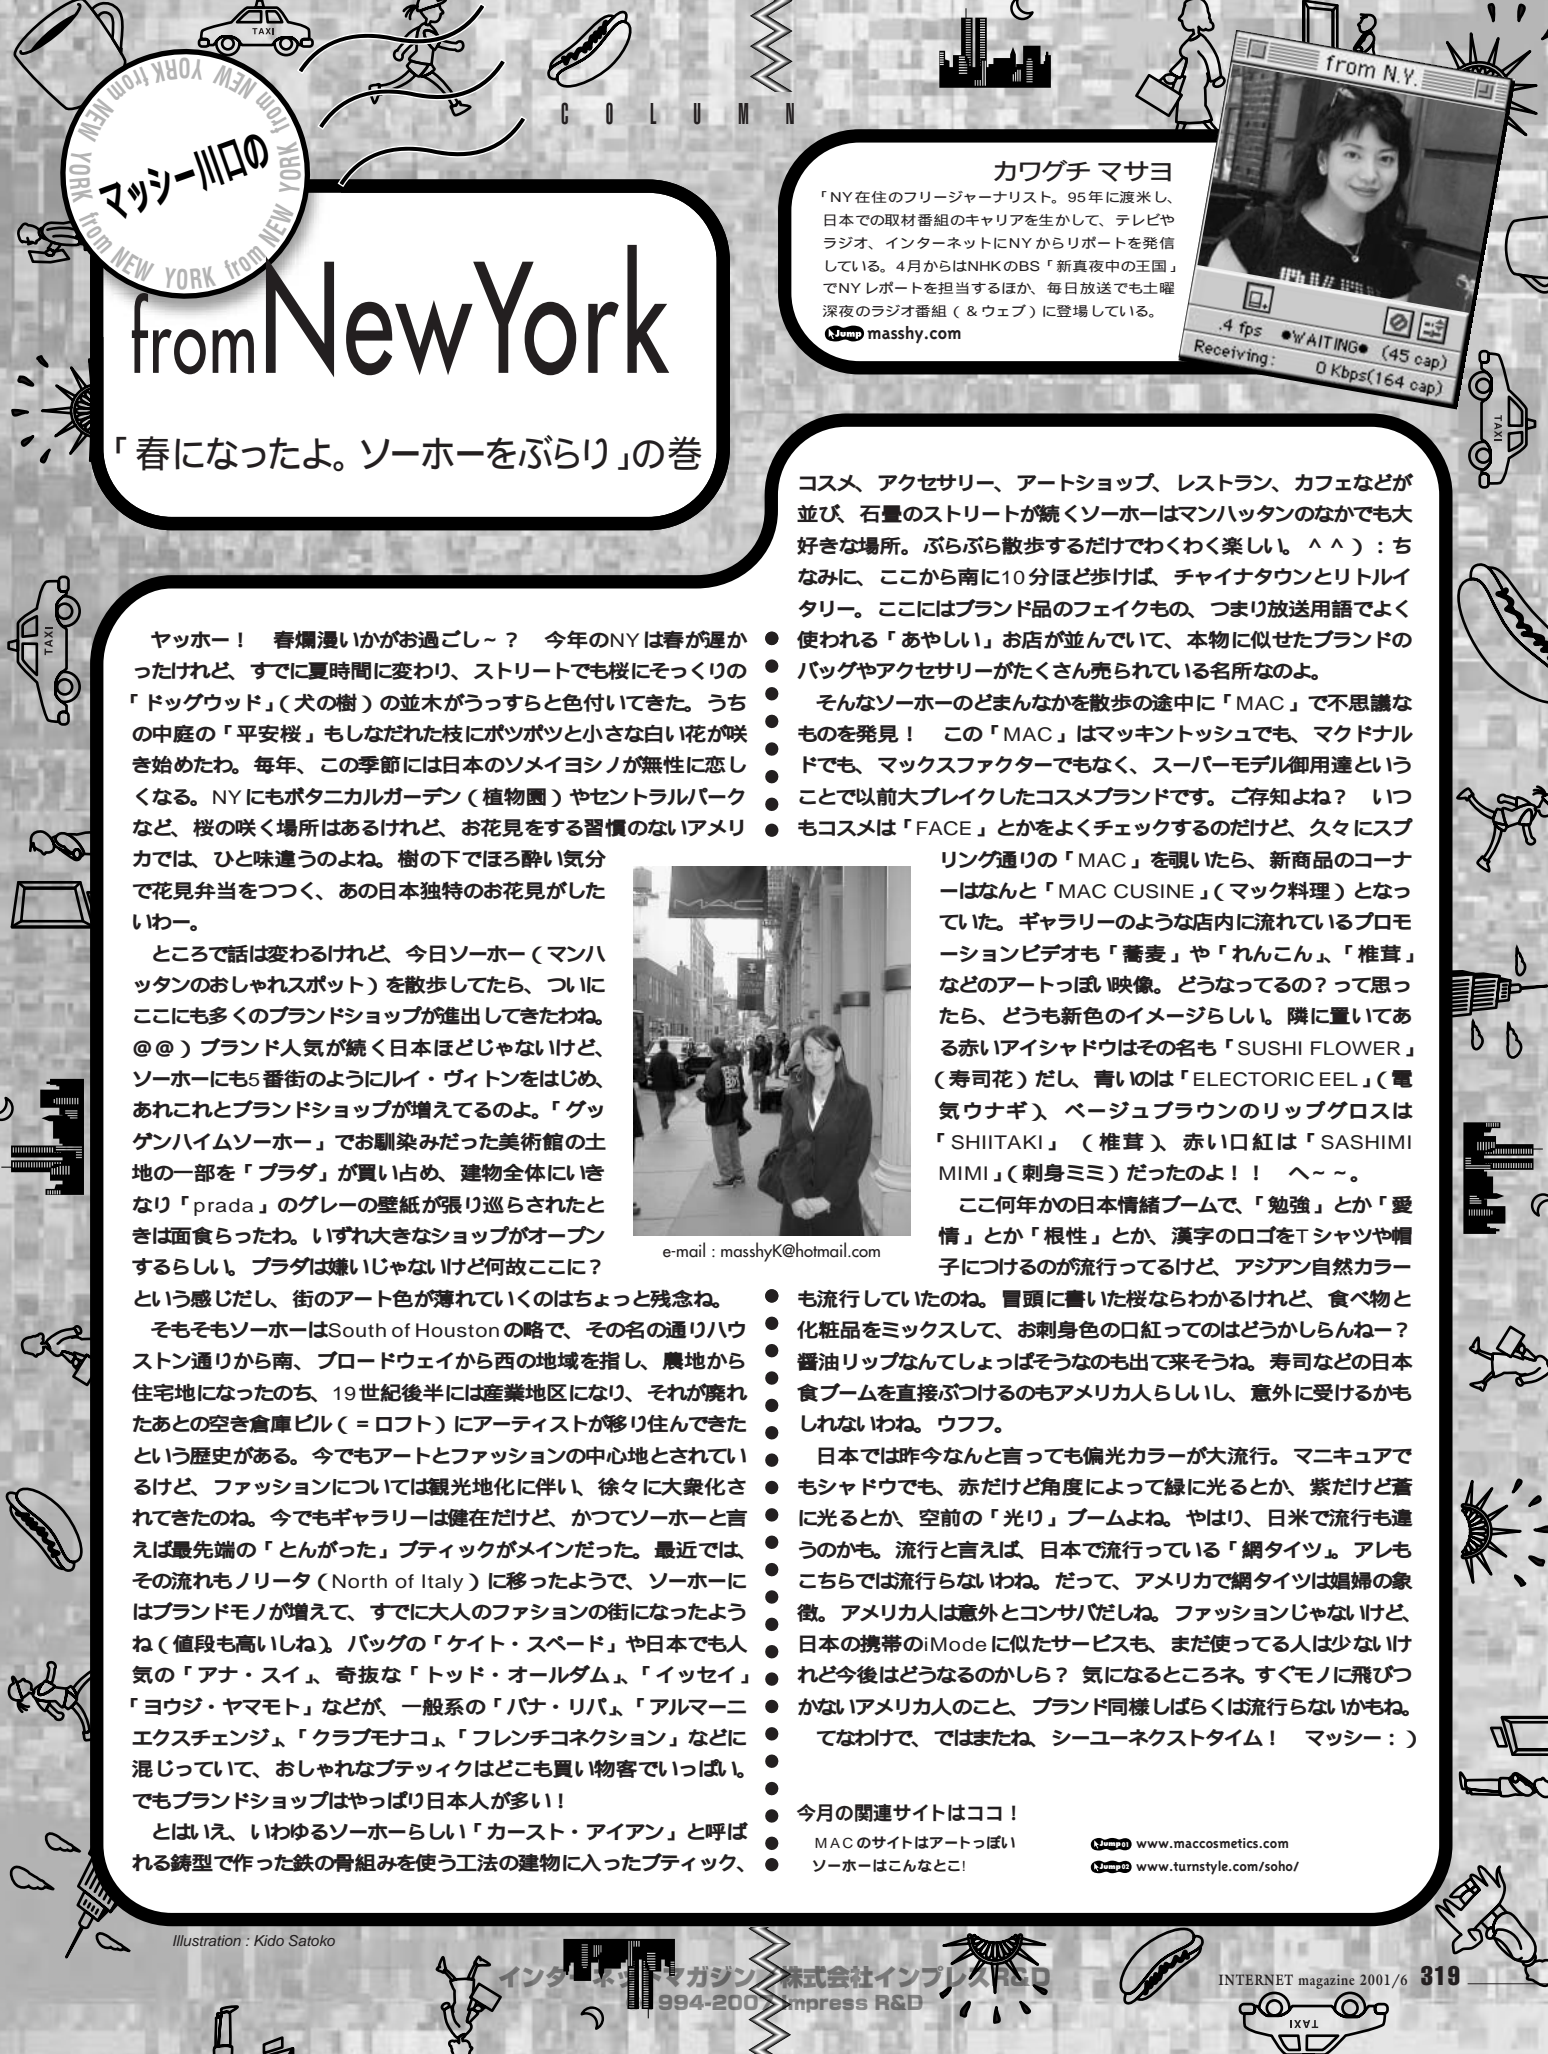 COLUMN
マッシー川口の
from NEW YORK from NEW YORK from NEW YORK from NEW YORK
from New York
「春になったよ。ソーホーをぶらり」の巻
カワグチ マサヨ
「NY在住のフリージャーナリスト。95年に渡米し、
日本での取材番組のキャリアを生かして、テレビや
ラジオ、インターネットにNYからリポートを発信
している。4月からはNHKのBS「新真夜中の王国」
でNYレポートを担当するほか、毎日放送でも土曜
深夜のラジオ番組(&ウェブ)に登場している。
Jump masshy.com
from N.Y.
.4 fps ●WAITING● (45 cap)
Receiving: 0 Kbps(164 cap)
ヤッホー! 春爛漫いかがお過ごし~? 今年のNYは春が遅か
ったけれど、すでに夏時間に変わり、ストリートでも桜にそっくりの
「ドッグウッド」(犬の樹)の並木がうっすらと色付いてきた。うち
の中庭の「平安桜」もしなだれた枝にポツポツと小さな白い花が咲
き始めたわ。毎年、この季節には日本のソメイヨシノが無性に恋し
くなる。NYにもボタニカルガーデン(植物園)やセントラルパーク
など、桜の咲く場所はあるけれど、お花見をする習慣のないアメリ
カでは、ひと味違うのよね。樹の下でほろ酔い気分
で花見弁当をつつく、あの日本独特のお花見がした
いわー。
ところで話は変わるけれど、今日ソーホー(マンハ
ッタンのおしゃれスポット)を散歩してたら、ついに
ここにも多くのブランドショップが進出してきたわね。
@@)ブランド人気が続く日本ほどじゃないけど、
ソーホーにも5番街のようにルイ・ヴィトンをはじめ、
あれこれとブランドショップが増えてるのよ。「グッ
ゲンハイムソーホー」でお馴染みだった美術館の土
地の一部を「プラダ」が買い占め、建物全体にいき
なり「prada」のグレーの壁紙が張り巡らされたと
きは面食らったわ。いずれ大きなショップがオープン
するらしい。プラダは嫌いじゃないけど何故ここに?
という感じだし、街のアート色が薄れていくのはちょっと残念ね。
そもそもソーホーはSouth of Houstonの略で、その名の通りハウ
ストン通りから南、ブロードウェイから西の地域を指し、農地から
住宅地になったのち、19世紀後半には産業地区になり、それが廃れ
たあとの空き倉庫ビル(=ロフト)にアーティストが移り住んできた
という歴史がある。今でもアートとファッションの中心地とされてい
るけど、ファッションについては観光地化に伴い、徐々に大衆化さ
れてきたのね。今でもギャラリーは健在だけど、かつてソーホーと言
えば最先端の「とんがった」ブティックがメインだった。最近では、
その流れもノリータ(North of Italy)に移ったようで、ソーホーに
はブランドモノが増えて、すでに大人のファションの街になったよう
ね(値段も高いしね)。バッグの「ケイト・スペード」や日本でも人
気の「アナ・スイ」、奇抜な「トッド・オールダム」、「イッセイ」
「ヨウジ・ヤマモト」などが、一般系の「バナ・リパ」、「アルマーニ
エクスチェンジ」、「クラブモナコ」、「フレンチコネクション」などに
混じっていて、おしゃれなブテッィクはどこも買い物客でいっぱい。
でもブランドショップはやっぱり日本人が多い!
とはいえ、いわゆるソーホーらしい「カースト・アイアン」と呼ば
れる鋳型で作った鉄の骨組みを使う工法の建物に入ったブティック、
コスメ、アクセサリー、アートショップ、レストラン、カフェなどが
並び、石畳のストリートが続くソーホーはマンハッタンのなかでも大
好きな場所。ぶらぶら散歩するだけでわくわく楽しい。^^):ち
なみに、ここから南に10分ほど歩けば、チャイナタウンとリトルイ
タリー。ここにはブランド品のフェイクもの、つまり放送用語でよく
使われる「あやしい」お店が並んでいて、本物に似せたブランドの
バッグやアクセサリーがたくさん売られている名所なのよ。
そんなソーホーのどまんなかを散歩の途中に「MAC」で不思議な
ものを発見! この「MAC」はマッキントッシュでも、マクドナル
ドでも、マックスファクターでもなく、スーパーモデル御用達という
ことで以前大ブレイクしたコスメブランドです。ご存知よね? いつ
もコスメは「FACE」とかをよくチェックするのだけど、久々にスプ
リング通りの「MAC」を覗いたら、新商品のコーナ
ーはなんと「MAC CUSINE」(マック料理)となっ
ていた。ギャラリーのような店内に流れているプロモ
ーションビデオも「蕎麦」や「れんこん」、「椎茸」
などのアートっぽい映像。どうなってるの?って思っ
たら、どうも新色のイメージらしい。隣に置いてあ
る赤いアイシャドウはその名も「SUSHI FLOWER」
(寿司花)だし、青いのは「ELECTORIC EEL」(電
気ウナギ)、ベージュブラウンのリップグロスは
「SHIITAKI」(椎茸)、赤い口紅は「SASHIMI
MIMI」(刺身ミミ)だったのよ!! へ~~。
ここ何年かの日本情緒ブームで、「勉強」とか「愛
情」とか「根性」とか、漢字のロゴをTシャツや帽
子につけるのが流行ってるけど、アジアン自然カラー
も流行していたのね。冒頭に書いた桜ならわかるけれど、食べ物と
化粧品をミックスして、お刺身色の口紅ってのはどうかしらんねー?
醤油リップなんてしょっぱそうなのも出て来そうね。寿司などの日本
食ブームを直接ぶつけるのもアメリカ人らしいし、意外に受けるかも
しれないわね。ウフフ。
日本では昨今なんと言っても偏光カラーが大流行。マニキュアで
もシャドウでも、赤だけど角度によって緑に光るとか、紫だけど蒼
に光るとか、空前の「光り」ブームよね。やはり、日米で流行も違
うのかも。流行と言えば、日本で流行っている「網タイツ」。アレも
こちらでは流行らないわね。だって、アメリカで網タイツは娼婦の象
徴。アメリカ人は意外とコンサバだしね。ファッションじゃないけど、
日本の携帯のiModeに似たサービスも、まだ使ってる人は少ないけ
れど今後はどうなるのかしら? 気になるところネ。すぐモノに飛びつ
かないアメリカ人のこと、ブランド同様しばらくは流行らないかもね。
てなわけで、ではまたね、シーユーネクストタイム! マッシー:)
MAC
e-mail : masshyK@hotmail.com
今月の関連サイトはココ!
MACのサイトはアートっぽい Jump01 www.maccosmetics.com
ソーホーはこんなとこ! Jump02 www.turnstyle.com/soho/
Illustration : Kido Satoko
TAXI
TAXI
TAXI
TAXI
INTERNET magazine 2001/6 319